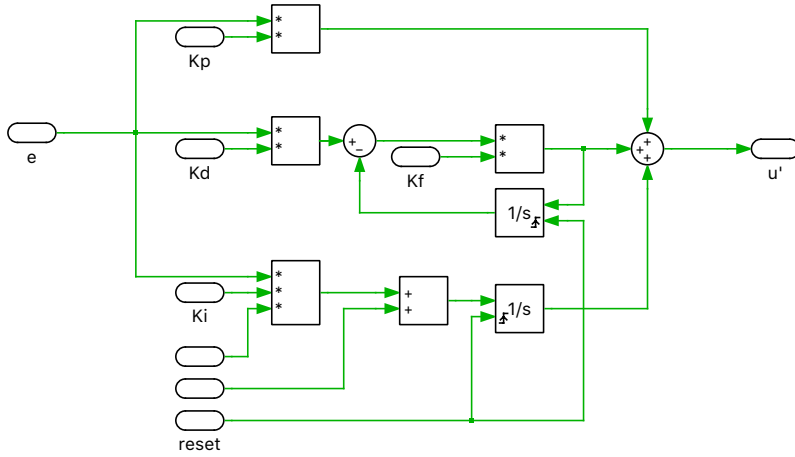 *
*
Kp
e
*
*
Kd
+
−
*
*
Kf
+
+
+
u'
1/s
*
*
*
Ki
+
+
1/s
reset